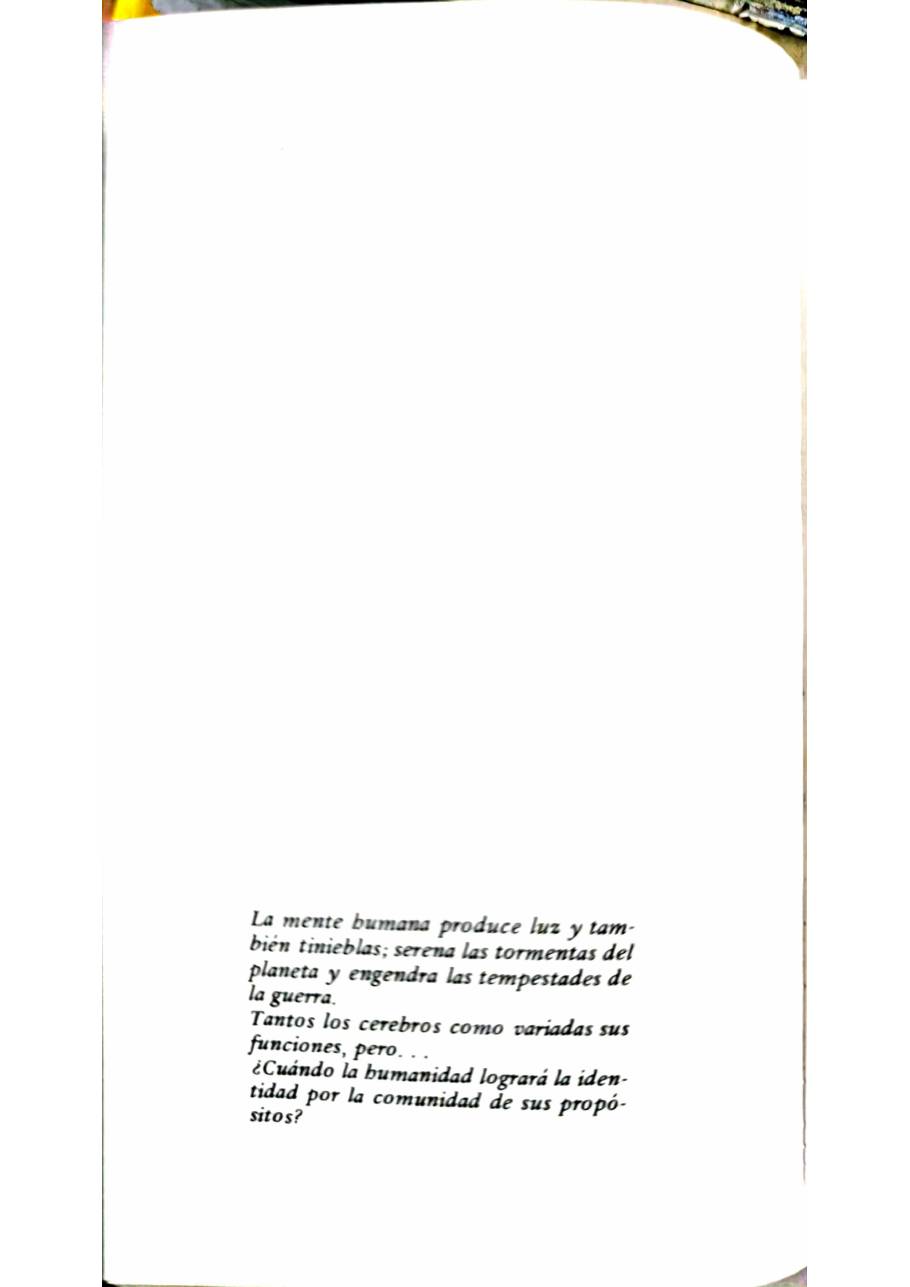 La mente humana produce luz y tam-
bién tinieblas; serena las tormentas del
planeta y engendra las tempestades de
la guerra.
Tantos los cerebros como variadas sus
funciones, pero. . .
¿Cuándo la humanidad logrará la iden-
tidad por la comunidad de sus propó-
sitos?